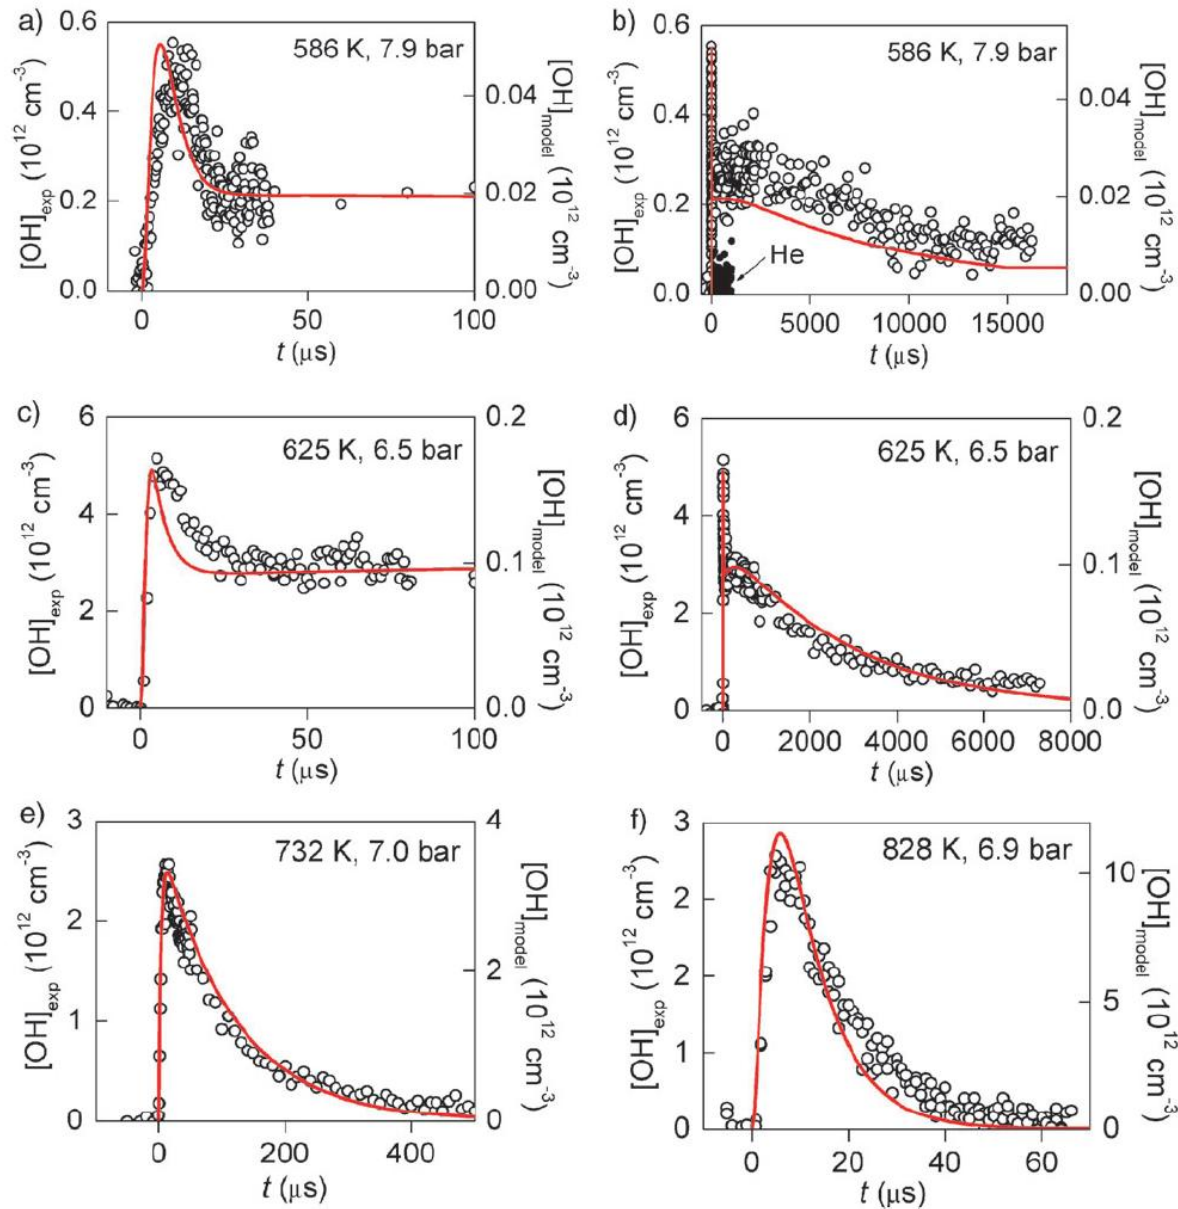 a)
586 K, 7.9 bar
[OH]exp (10^12 cm^-3)
0.6
0.4
0.2
0.0
[OH]model (10^12 cm^-3)
0.04
0.02
0.00
0 50 100
t (μs)
b)
586 K, 7.9 bar
[OH]exp (10^12 cm^-3)
0.6
0.4
0.2
0.0
He
[OH]model (10^12 cm^-3)
0.04
0.02
0.00
0 5000 10000 15000
t (μs)
c)
625 K, 6.5 bar
[OH]exp (10^12 cm^-3)
6
4
2
0
[OH]model (10^12 cm^-3)
0.2
0.1
0.0
0 50 100
t (μs)
d)
625 K, 6.5 bar
[OH]exp (10^12 cm^-3)
6
4
2
0
[OH]model (10^12 cm^-3)
0.2
0.1
0.0
0 2000 4000 6000 8000
t (μs)
e)
732 K, 7.0 bar
[OH]exp (10^12 cm^-3)
3
2
1
0
[OH]model (10^12 cm^-3)
4
2
0
0 200 400
t (μs)
f)
828 K, 6.9 bar
[OH]exp (10^12 cm^-3)
3
2
2
1
0
[OH]model (10^12 cm^-3)
10
5
0
0 20 40 60
t (μs)